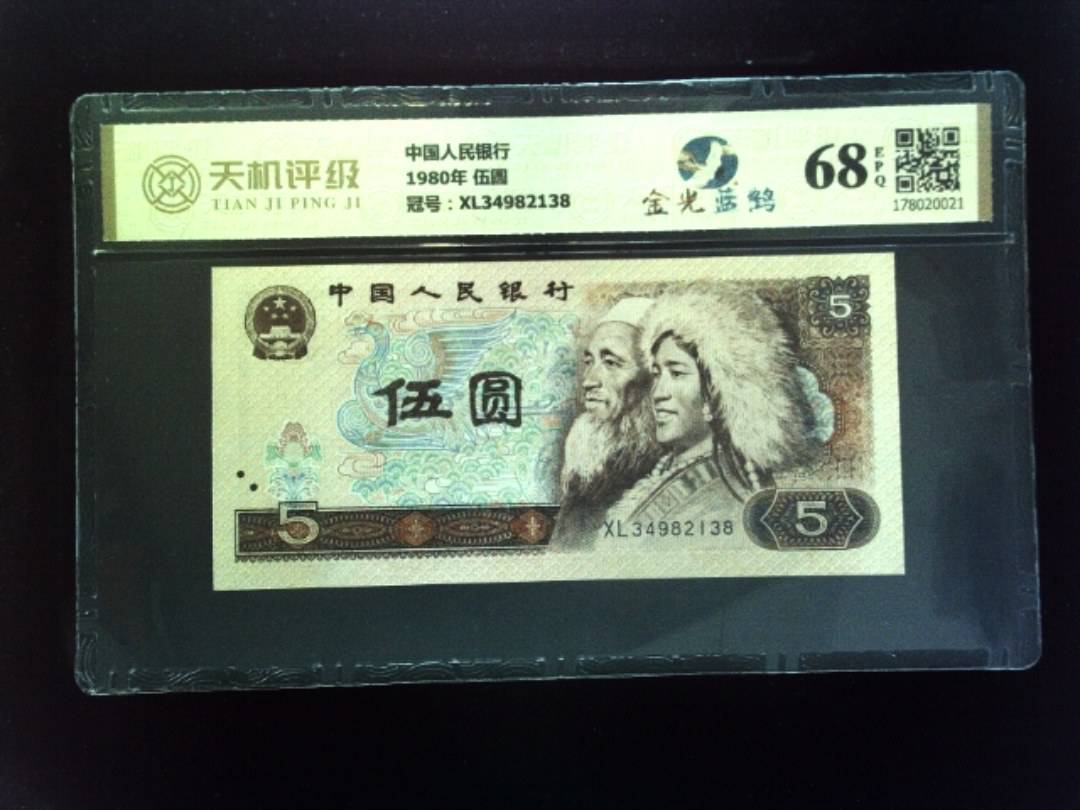 天机评级
TIAN JI PING JI
中国人民银行
1980年 伍圆
冠号：XL34982138
金光蓝鹤
68
EPQ
178020021
中国人民银行
5
伍圆
5
XL34982138
5